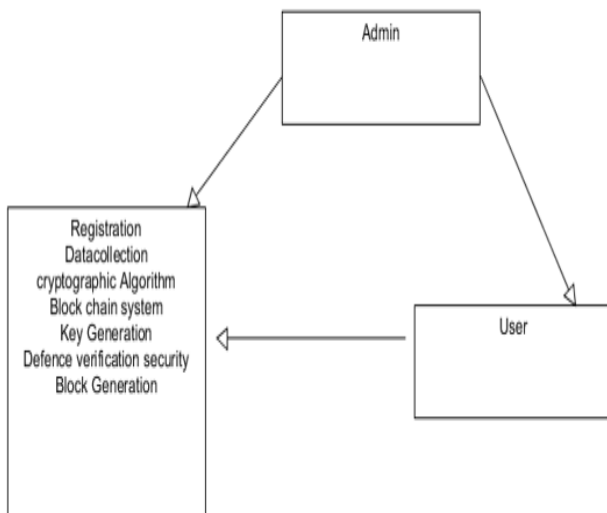 Admin
Registration
Datacollection
cryptographic Algorithm
Block chain system
Key Generation
Defence verification security
Block Generation
User